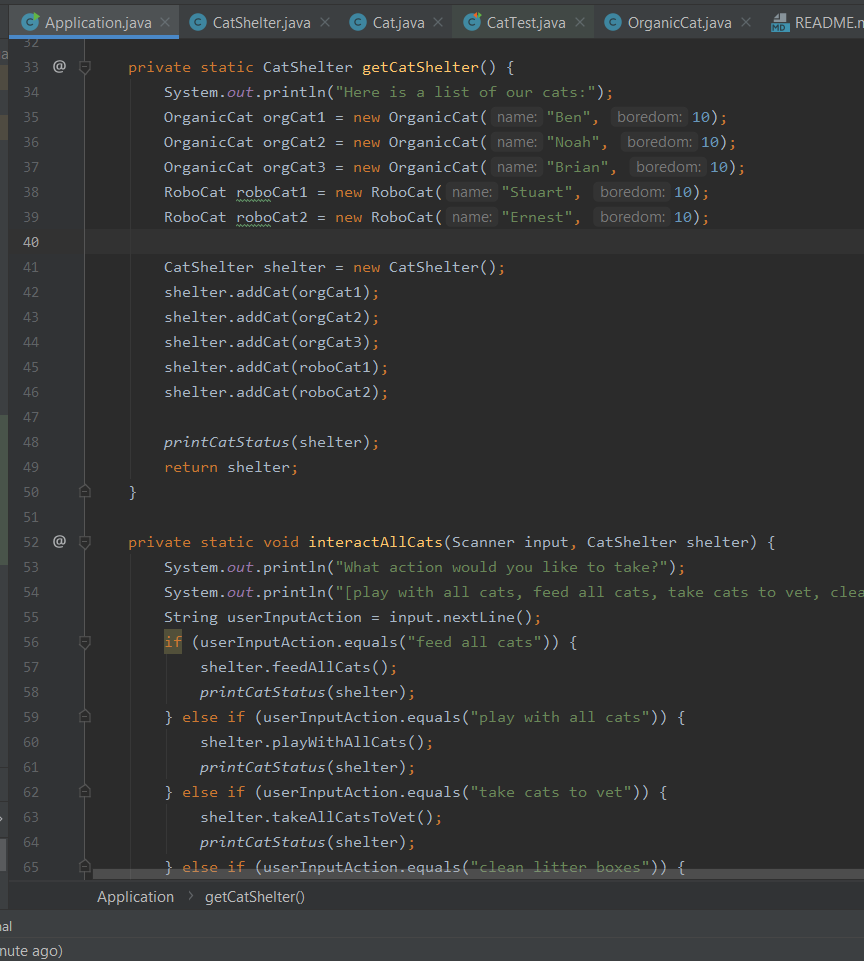 Application.java CatShelter.java Cat.java CatTest.java OrganicCat.java README.m
32
33 @ private static CatShelter getCatShelter() {
34 System.out.println("Here is a list of our cats:");
35 OrganicCat orgCat1 = new OrganicCat( name: "Ben", boredom: 10);
36 OrganicCat orgCat2 = new OrganicCat( name: "Noah", boredom: 10);
37 OrganicCat orgCat3 = new OrganicCat( name: "Brian", boredom: 10);
38 RoboCat roboCat1 = new RoboCat( name: "Stuart", boredom: 10);
39 RoboCat roboCat2 = new RoboCat( name: "Ernest", boredom: 10);
40
41 CatShelter shelter = new CatShelter();
42 shelter.addCat(orgCat1);
43 shelter.addCat(orgCat2);
44 shelter.addCat(orgCat3);
45 shelter.addCat(roboCat1);
46 shelter.addCat(roboCat2);
47
48 printCatStatus(shelter);
49 return shelter;
50 }
51
52 @ private static void interactAllCats(Scanner input, CatShelter shelter) {
53 System.out.println("What action would you like to take?");
54 System.out.println("[play with all cats, feed all cats, take cats to vet, clea
55 String userInputAction = input.nextLine();
56 if (userInputAction.equals("feed all cats")) {
57 shelter.feedAllCats();
58 printCatStatus(shelter);
59 } else if (userInputAction.equals("play with all cats")) {
60 shelter.playWithAllCats();
61 printCatStatus(shelter);
62 } else if (userInputAction.equals("take cats to vet")) {
63 shelter.takeAllCatsToVet();
64 printCatStatus(shelter);
65 } else if (userInputAction.equals("clean litter boxes")) {
Application > getCatShelter()
nal
nute ago)